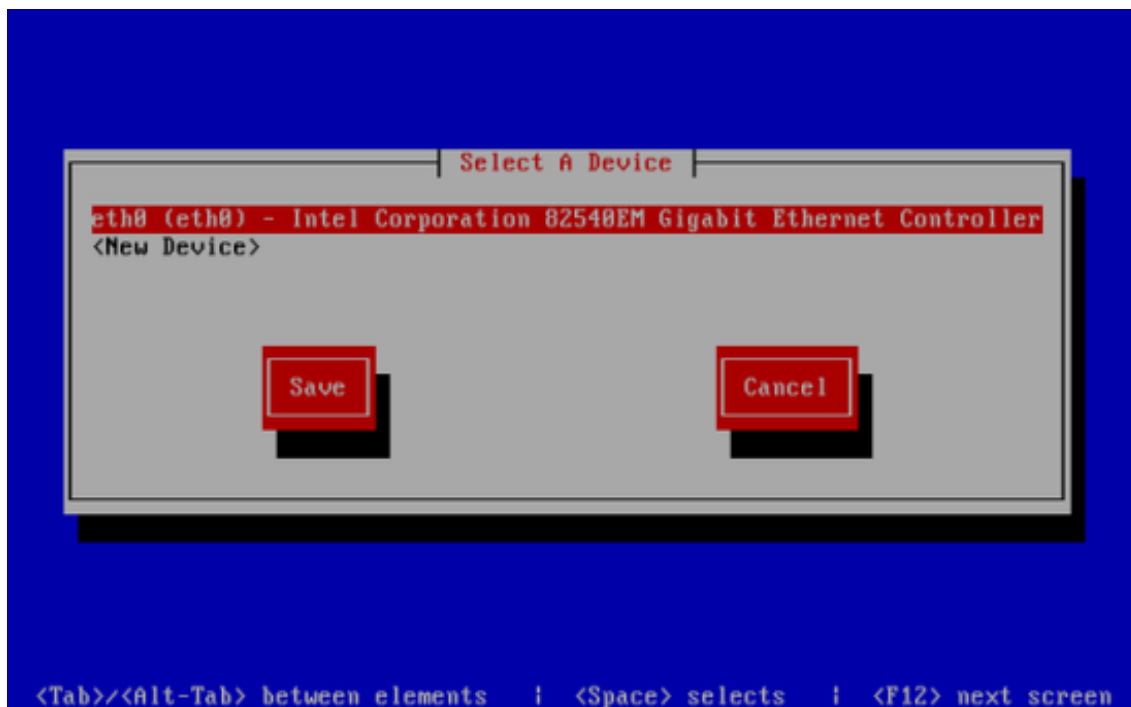 Select A Device
eth0 (eth0) - Intel Corporation 82540EM Gigabit Ethernet Controller
<New Device>
Save
Cancel
<Tab>/<Alt-Tab> between elements | <Space> selects | <F12> next screen